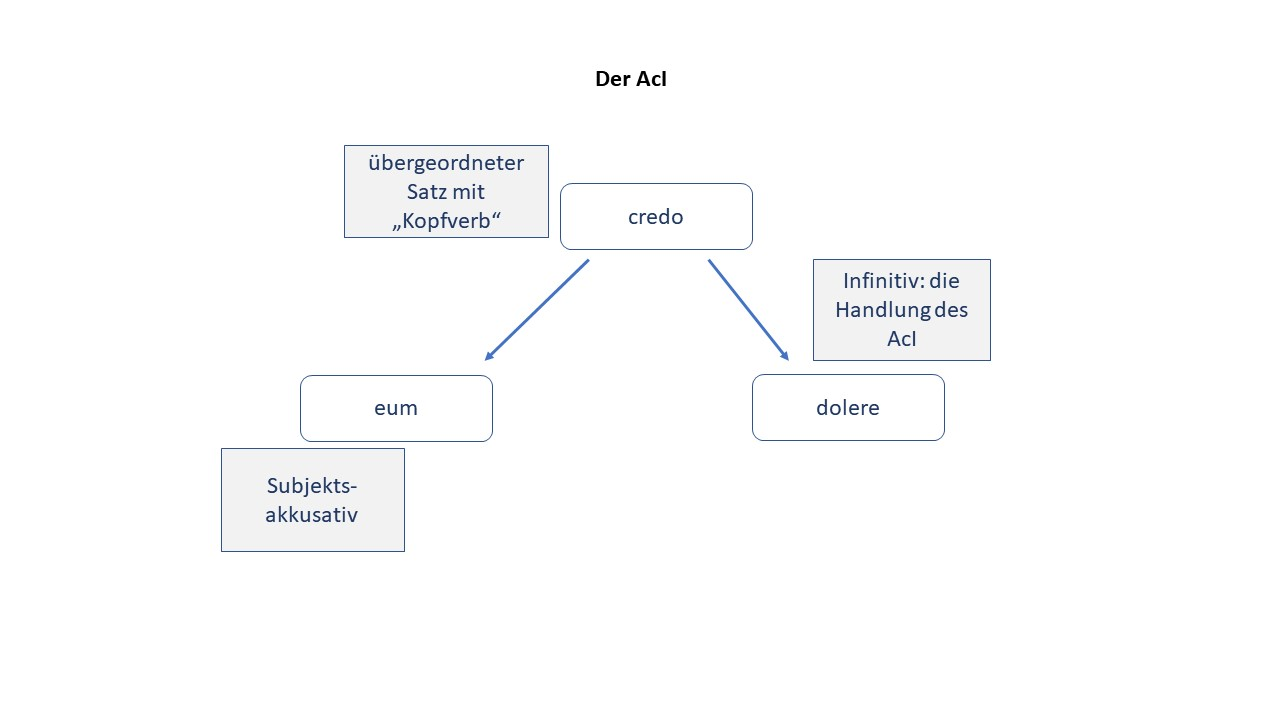 Der AcI
übergeordneter
Satz mit
„Kopfverb“
credo
Infinitiv: die
Handlung des
AcI
eum
dolere
Subjekts-
akkusativ